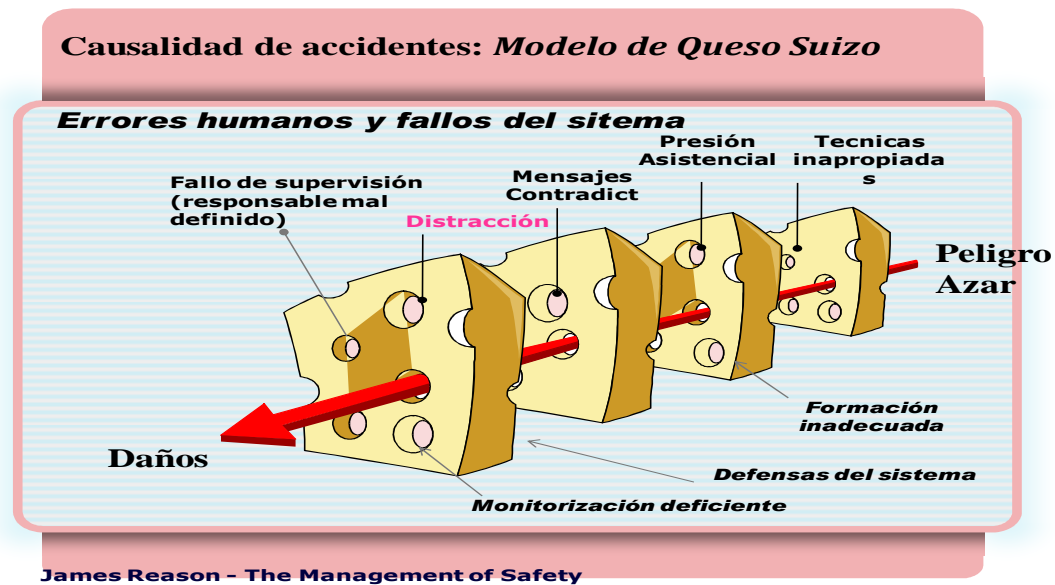 Causalidad de accidentes: Modelo de Queso Suizo
Errores humanos y fallos del sitema
Presión
Asistencial
Tecnicas
inapropiada
s
Mensajes
Contradict
Fallo de supervisión
(responsable mal
definido)
Distracción
Peligro
Azar
Formación
inadecuada
Daños
Defensas del sistema
Monitorización deficiente
James Reason - The Management of Safety